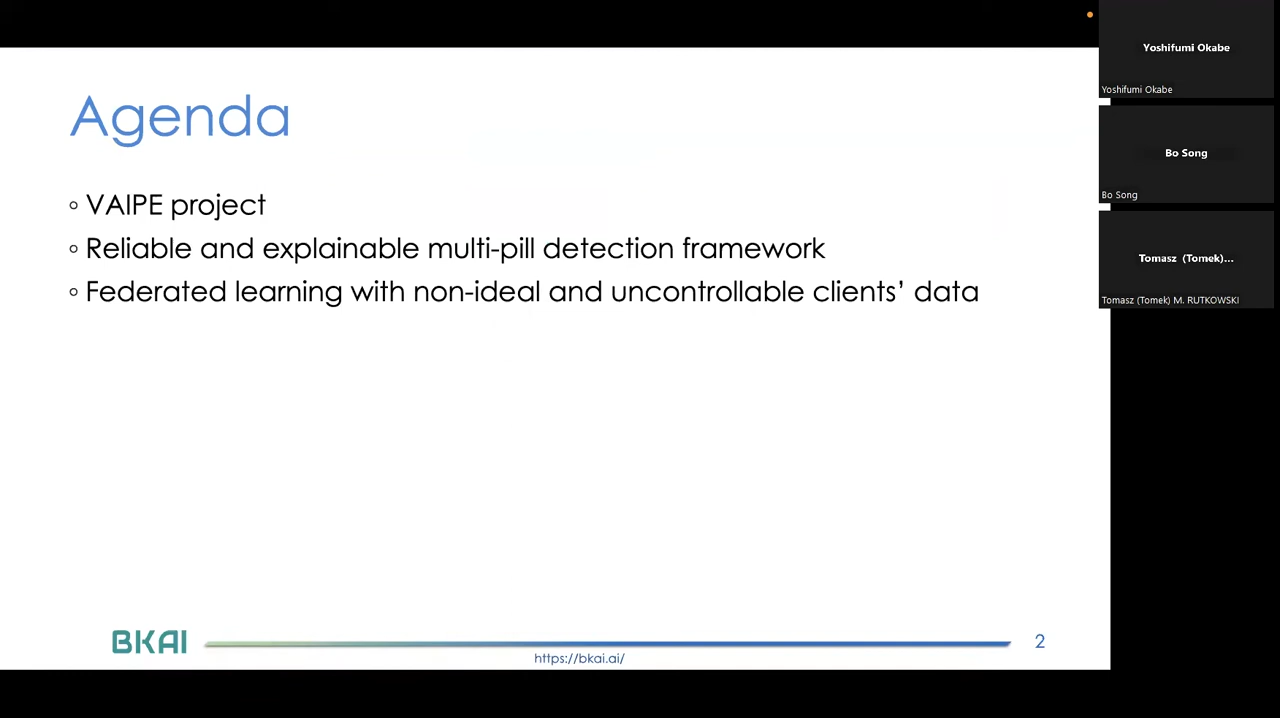 Agenda
◦ VAIPE project
◦ Reliable and explainable multi-pill detection framework
◦ Federated learning with non-ideal and uncontrollable clients’ data
BKAI
https://bkai.ai/
2
Yoshifumi Okabe
Yoshifumi Okabe
Bo Song
Bo Song
Tomasz (Tomek)...
Tomasz (Tomek) M. RUTKOWSKI